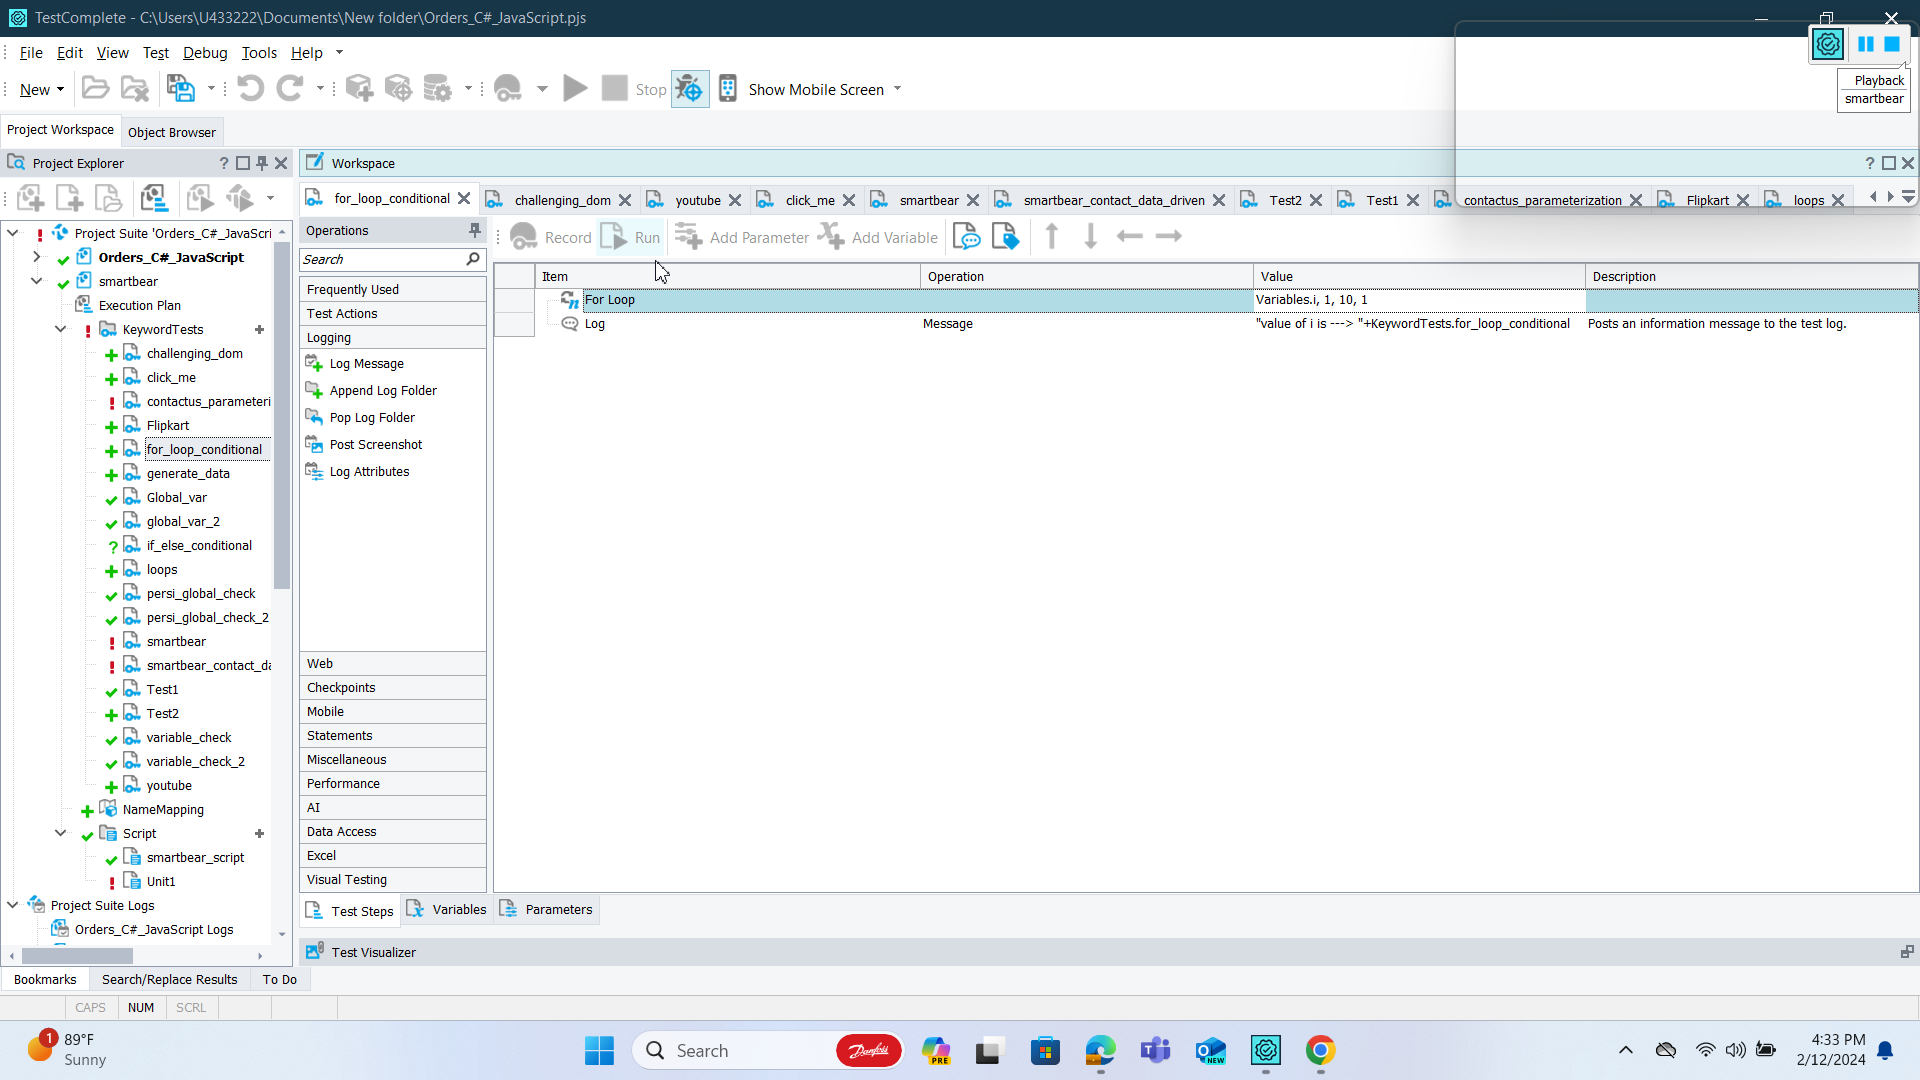 TestComplete - C:\Users\U433222\Documents\New folder\Orders_C#_JavaScript.pjs
File Edit View Test Debug Tools Help
New Stop Show Mobile Screen
Playback
smartbear
Project Workspace Object Browser
Project Explorer
Workspace
for_loop_conditional challenging_dom youtube click_me smartbear smartbear_contact_data_driven Test2 Test1 contactus_parameterization Flipkart loops
Operations
Record Run Add Parameter Add Variable
Search
Item Operation Value Description
For Loop Variables.i, 1, 10, 1
Log Message "value of i is ---> "+KeywordTests.for_loop_conditional Posts an information message to the test log.
Project Suite 'Orders_C#_JavaScri
Orders_C#_JavaScript
smartbear
Execution Plan
KeywordTests
challenging_dom
click_me
contactus_parameteri
Flipkart
for_loop_conditional
generate_data
Global_var
global_var_2
if_else_conditional
loops
persi_global_check
persi_global_check_2
smartbear
smartbear_contact_da
Test1
Test2
variable_check
variable_check_2
youtube
NameMapping
Script
smartbear_script
Unit1
Project Suite Logs
Orders_C#_JavaScript Logs
Frequently Used
Test Actions
Logging
Log Message
Append Log Folder
Pop Log Folder
Post Screenshot
Log Attributes
Web
Checkpoints
Mobile
Statements
Miscellaneous
Performance
AI
Data Access
Excel
Visual Testing
Test Steps Variables Parameters
Test Visualizer
Bookmarks Search/Replace Results To Do
CAPS NUM SCRL
1 89°F
Sunny
Search Danfoss PRE NEW
4:33 PM
2/12/2024